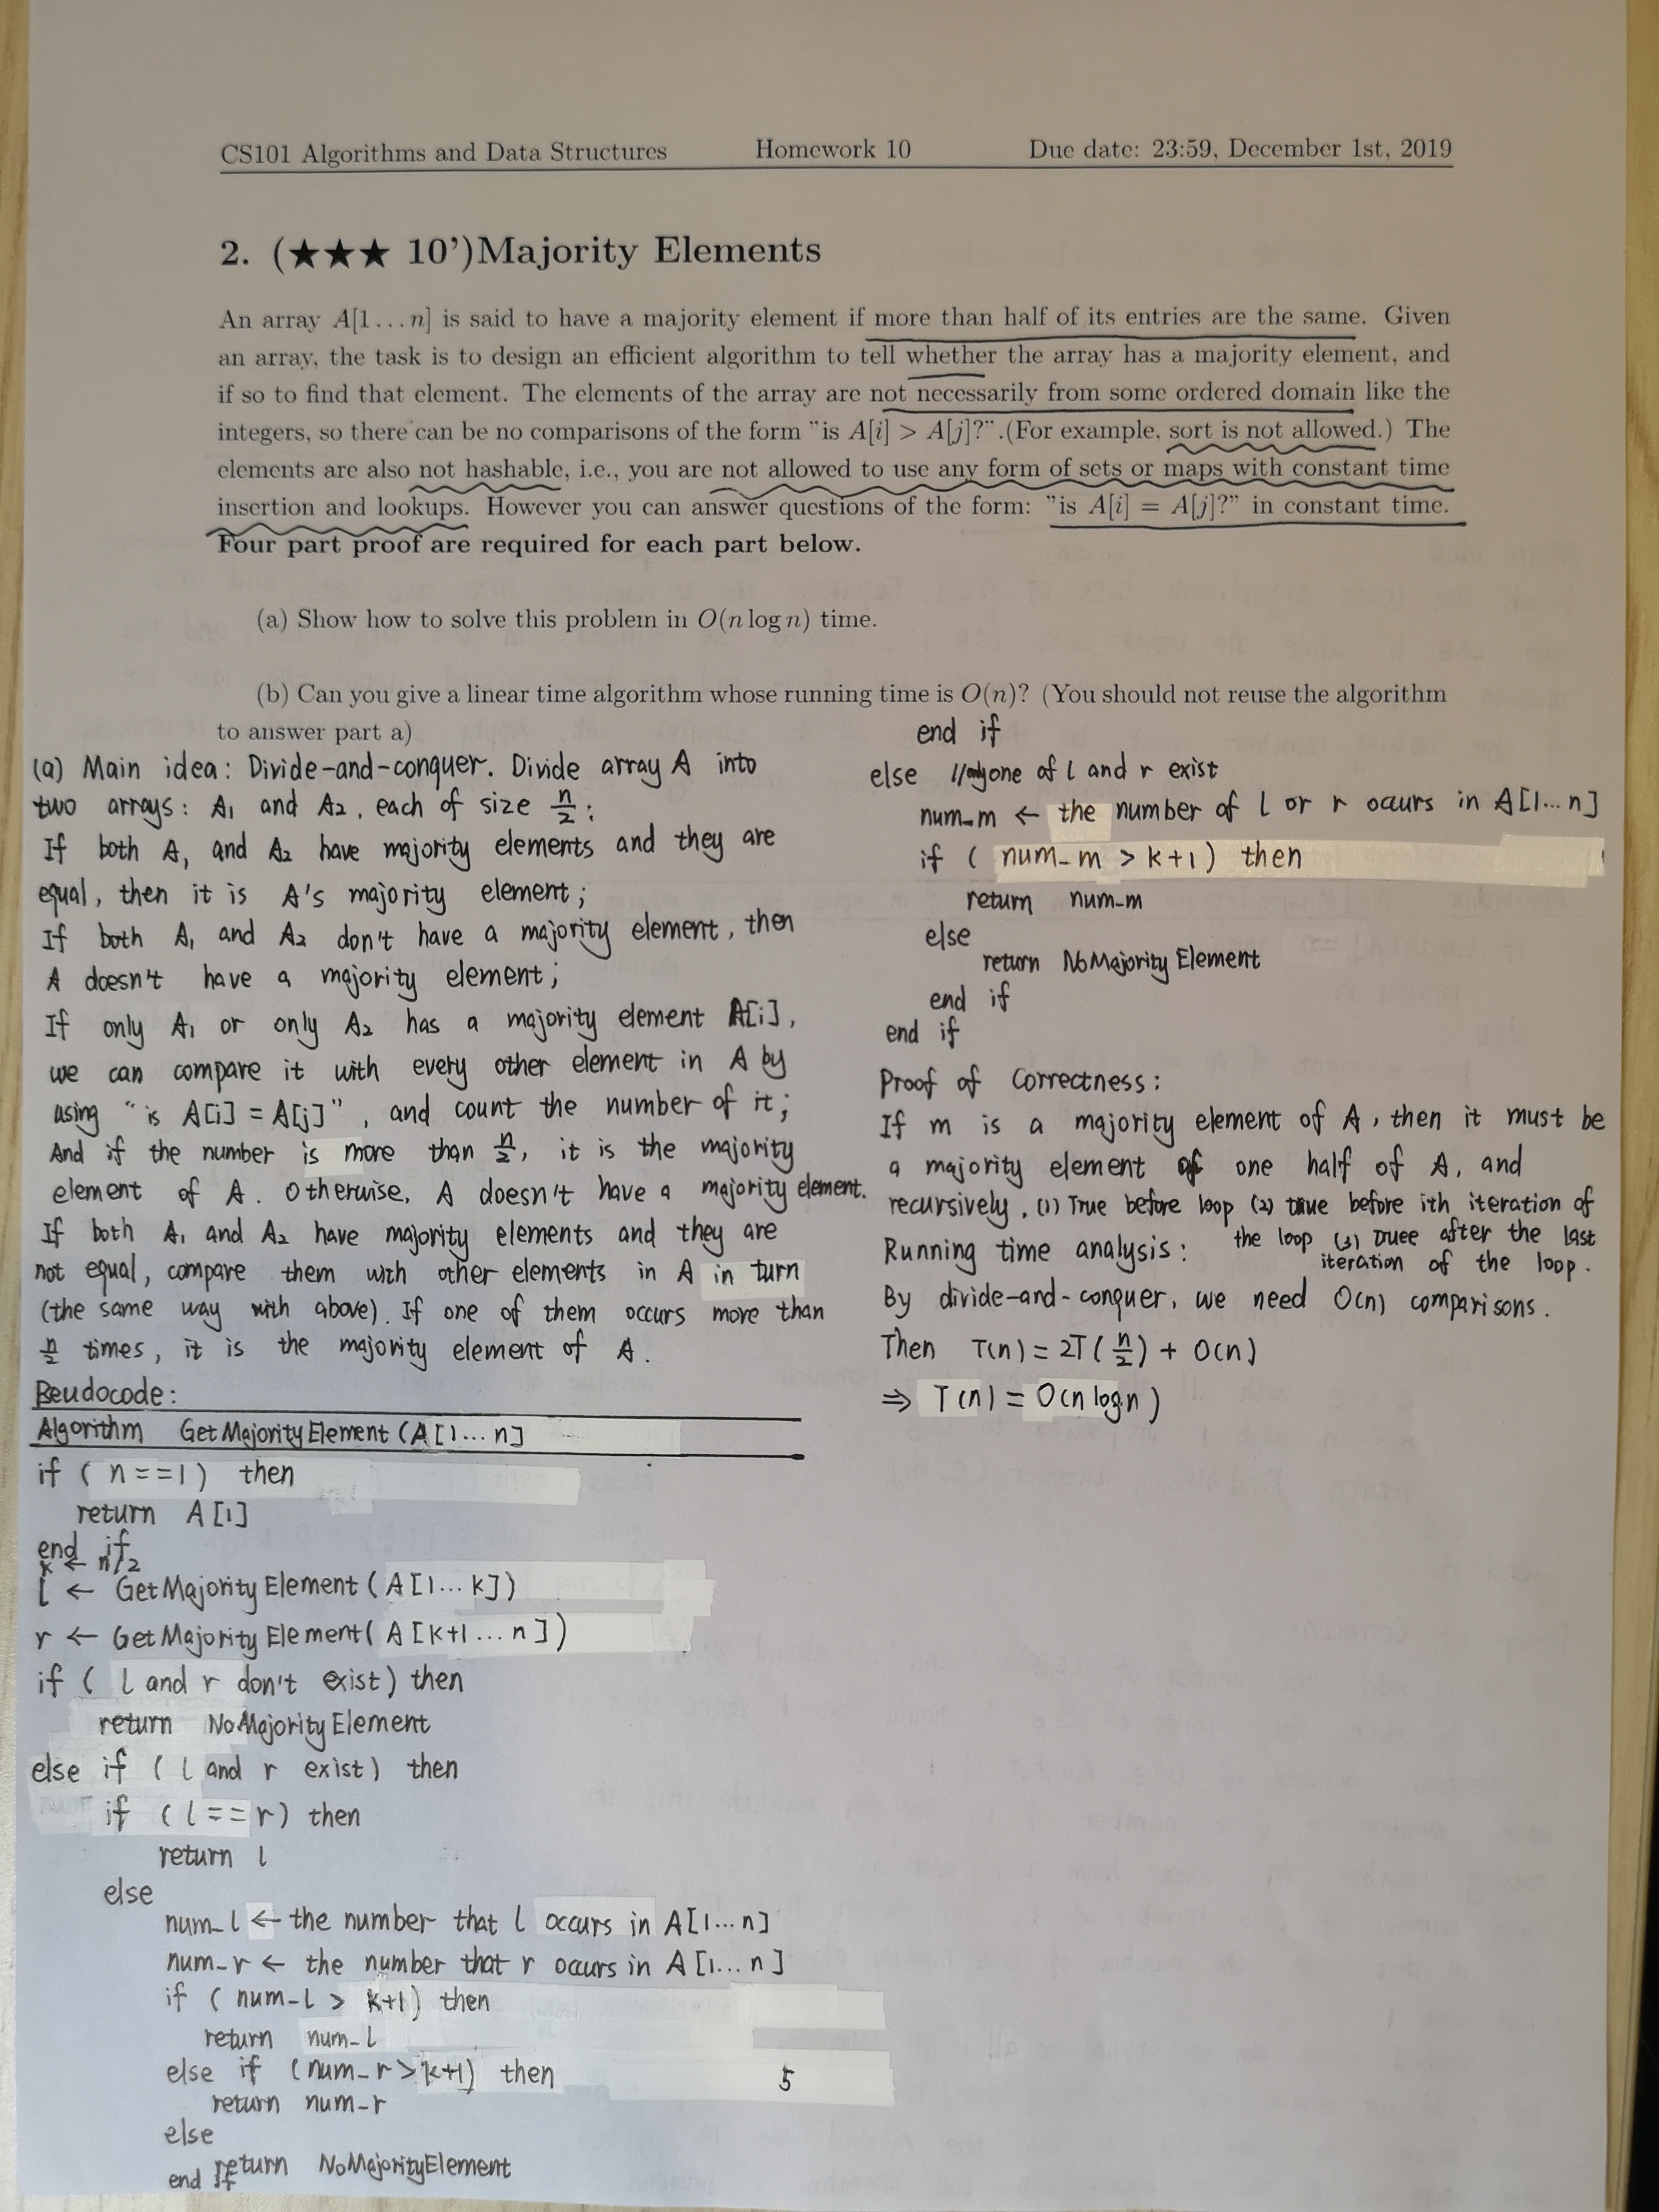 CS101 Algorithms and Data Structures Homework 10 Due date: 23:59, December 1st, 2019
2. (★★★ 10')Majority Elements
An array A[1...n] is said to have a majority element if more than half of its entries are the same. Given
an array, the task is to design an efficient algorithm to tell whether the array has a majority element, and
if so to find that element. The elements of the array are not necessarily from some ordered domain like the
integers, so there can be no comparisons of the form "is A[i] > A[j]?".(For example, sort is not allowed.) The
elements are also not hashable, i.e., you are not allowed to use any form of sets or maps with constant time
insertion and lookups. However you can answer questions of the form: "is A[i] = A[j]?" in constant time.
Four part proof are required for each part below.
(a) Show how to solve this problem in O(n log n) time.
(b) Can you give a linear time algorithm whose running time is O(n)? (You should not reuse the algorithm
to answer part a)
(a) Main idea: Divide-and-conquer. Divide array A into
two arrays: A₁ and A₂, each of size n/2:
If both A₁ and A₂ have majority elements and they are
equal, then it is A's majority element;
If both A₁ and A₂ don't have a majority element, then
A doesn't have a majority element;
If only A₁ or only A₂ has a majority element A[i],
we can compare it with every other element in A by
using "is A[i] = A[j]", and count the number of it;
And if the number is more than n/2, it is the majority
element of A. Otherwise, A doesn't have a majority element.
If both A₁ and A₂ have majority elements and they are
not equal, compare them with other elements in A in turn
(the same way with above). If one of them occurs more than
n/2 times, it is the majority element of A.
Beudocode:
Algorithm GetMajorityElement (A[1...n]
if (n==1) then
return A[1]
end if
k ← n/2
l ← GetMajorityElement (A[1...k])
r ← GetMajorityElement( A[k+1...n])
if ( l and r don't exist) then
return NoMajorityElement
else if ( l and r exist) then
if (l==r) then
return l
else
num_l ← the number that l occurs in A[1...n]
num_r ← the number that r occurs in A[1...n]
if ( num_l > k+1) then
return num_l
else if (num_r > k+1) then
return num_r
else
return NoMajorityElement
end if
end if
else // one of l and r exist
num_m ← the number of l or r occurs in A[1...n]
if ( num_m > k+1) then
return num_m
else
return NoMajority Element
end if
end if
Proof of Correctness:
If m is a majority element of A, then it must be
a majority element of one half of A, and
recursively. (1) True before loop (2) true before ith iteration of
the loop (3) truee after the last
iteration of the loop.
Running time analysis:
By divide-and-conquer, we need O(n) comparisons.
Then T(n) = 2T(n/2) + O(n)
⇒ T(n) = O(n log n)
5